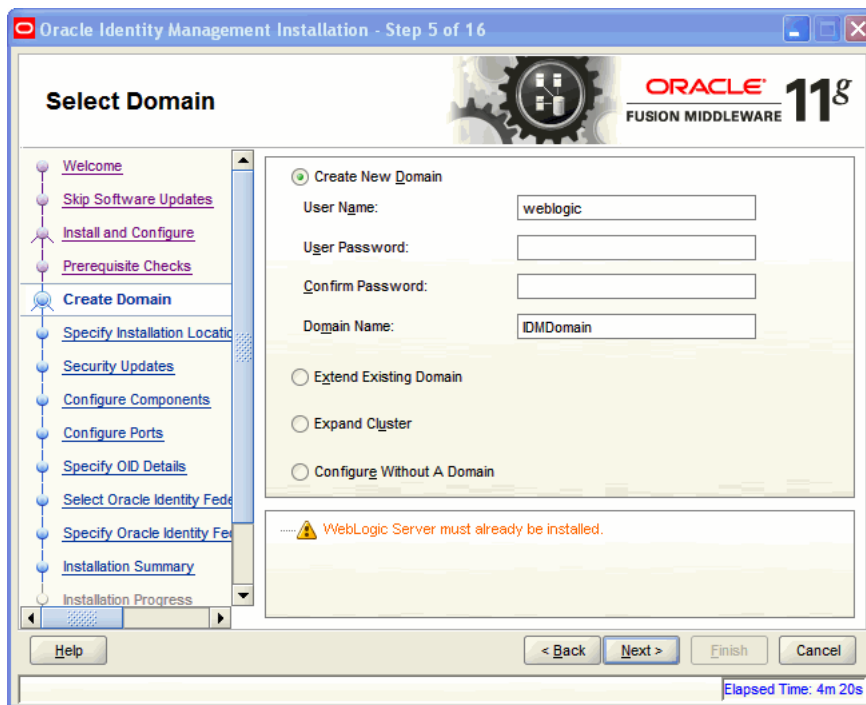 Oracle Identity Management Installation - Step 5 of 16
Select Domain
ORACLE
FUSION MIDDLEWARE
11g
Welcome
Skip Software Updates
Install and Configure
Prerequisite Checks
Create Domain
Specify Installation Locatio
Security Updates
Configure Components
Configure Ports
Specify OID Details
Select Oracle Identity Fede
Specify Oracle Identity Fed
Installation Summary
Installation Progress
Create New Domain
User Name: weblogic
User Password:
Confirm Password:
Domain Name: IDMDomain
Extend Existing Domain
Expand Cluster
Configure Without A Domain
WebLogic Server must already be installed.
Help < Back Next > Finish Cancel
Elapsed Time: 4m 20s